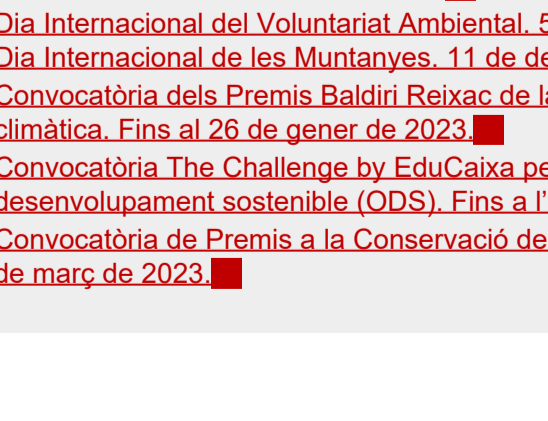 Dia Internacional del Voluntariat Ambiental. 5
Dia Internacional de les Muntanyes. 11 de de
Convocatòria dels Premis Baldiri Reixac de la
climàtica. Fins al 26 de gener de 2023.
Convocatòria The Challenge by EduCaixa pe
desenvolupament sostenible (ODS). Fins a l'
Convocatòria de Premis a la Conservació de
de març de 2023.